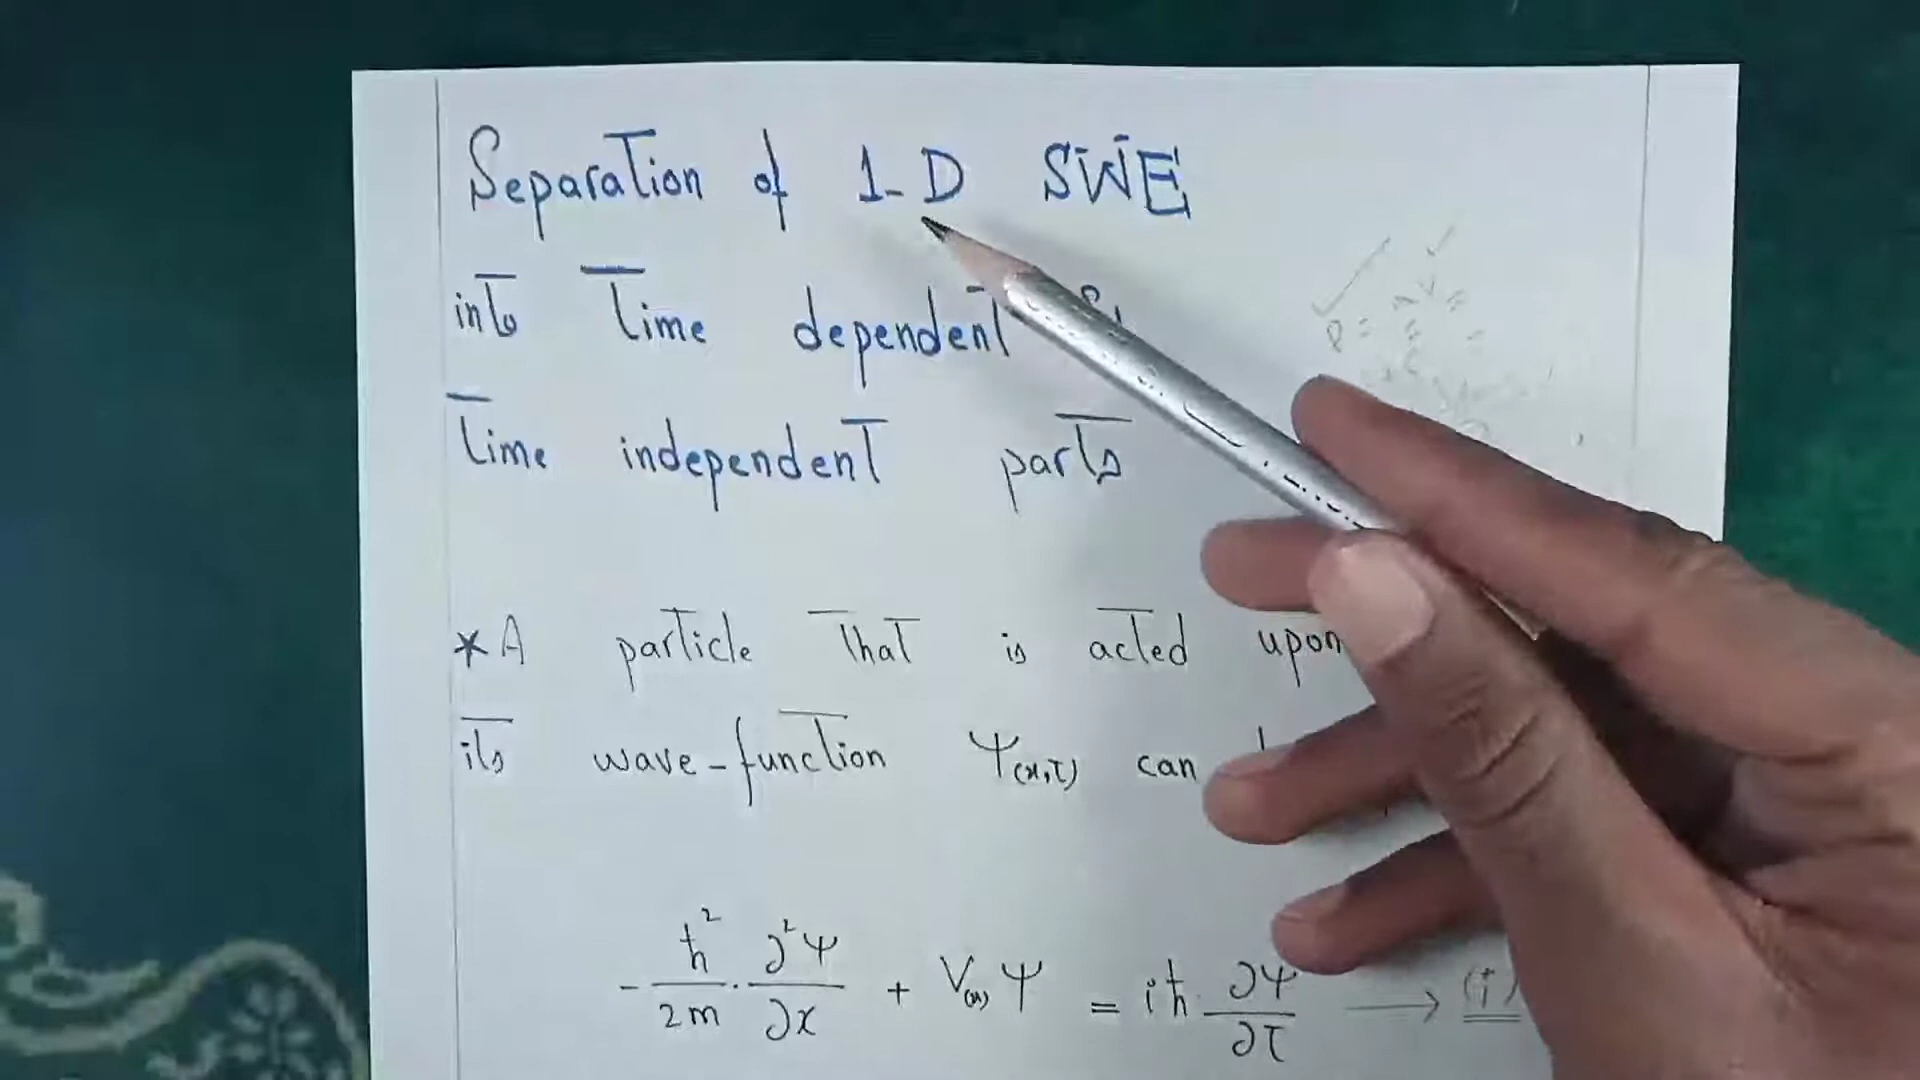 Separation of 1-D SWE
into Time dependent &
Time independent parts
*A particle that is acted upon
its wave-function Ψ(x,t) can
- ħ²/2m · ∂²Ψ/∂x + V(x) Ψ = iħ · ∂Ψ/∂t → (i)